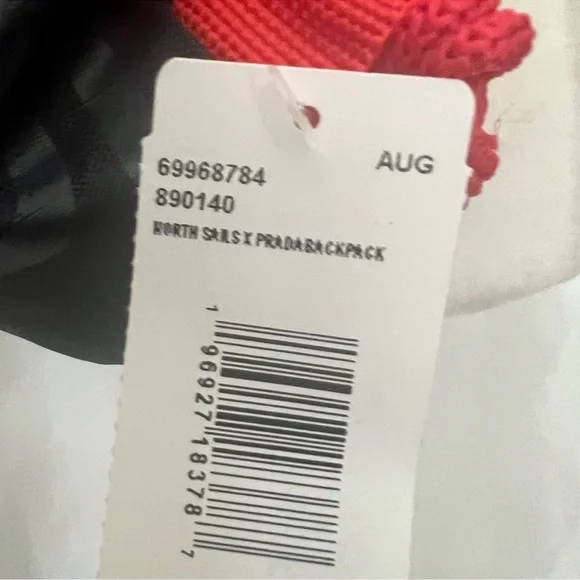 69968784
AUG
890140
NORTH SAILS X PRADA BACKPACK
1 96927 18378 7